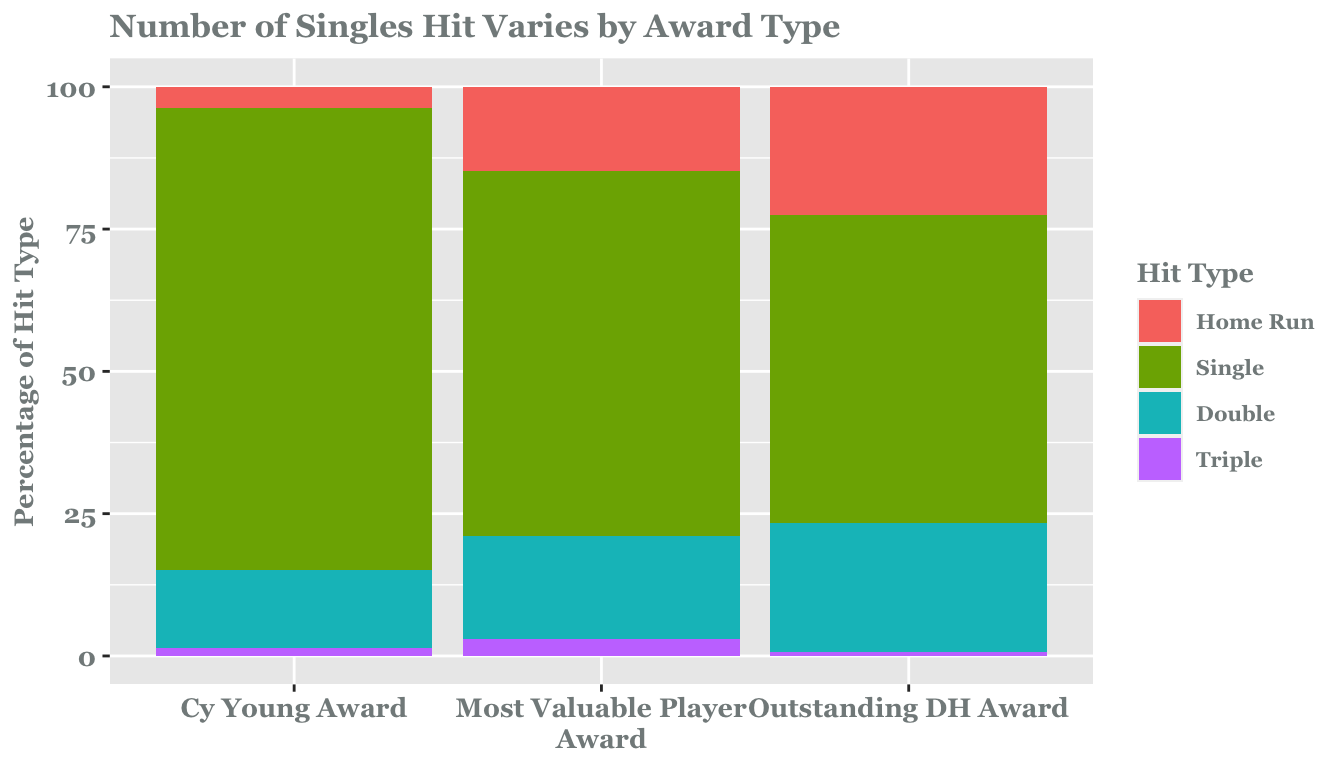 Number of Singles Hit Varies by Award Type
Percentage of Hit Type
100
75
50
25
0
Cy Young Award
Most Valuable Player
Award
Outstanding DH Award
Hit Type
Home Run
Single
Double
Triple